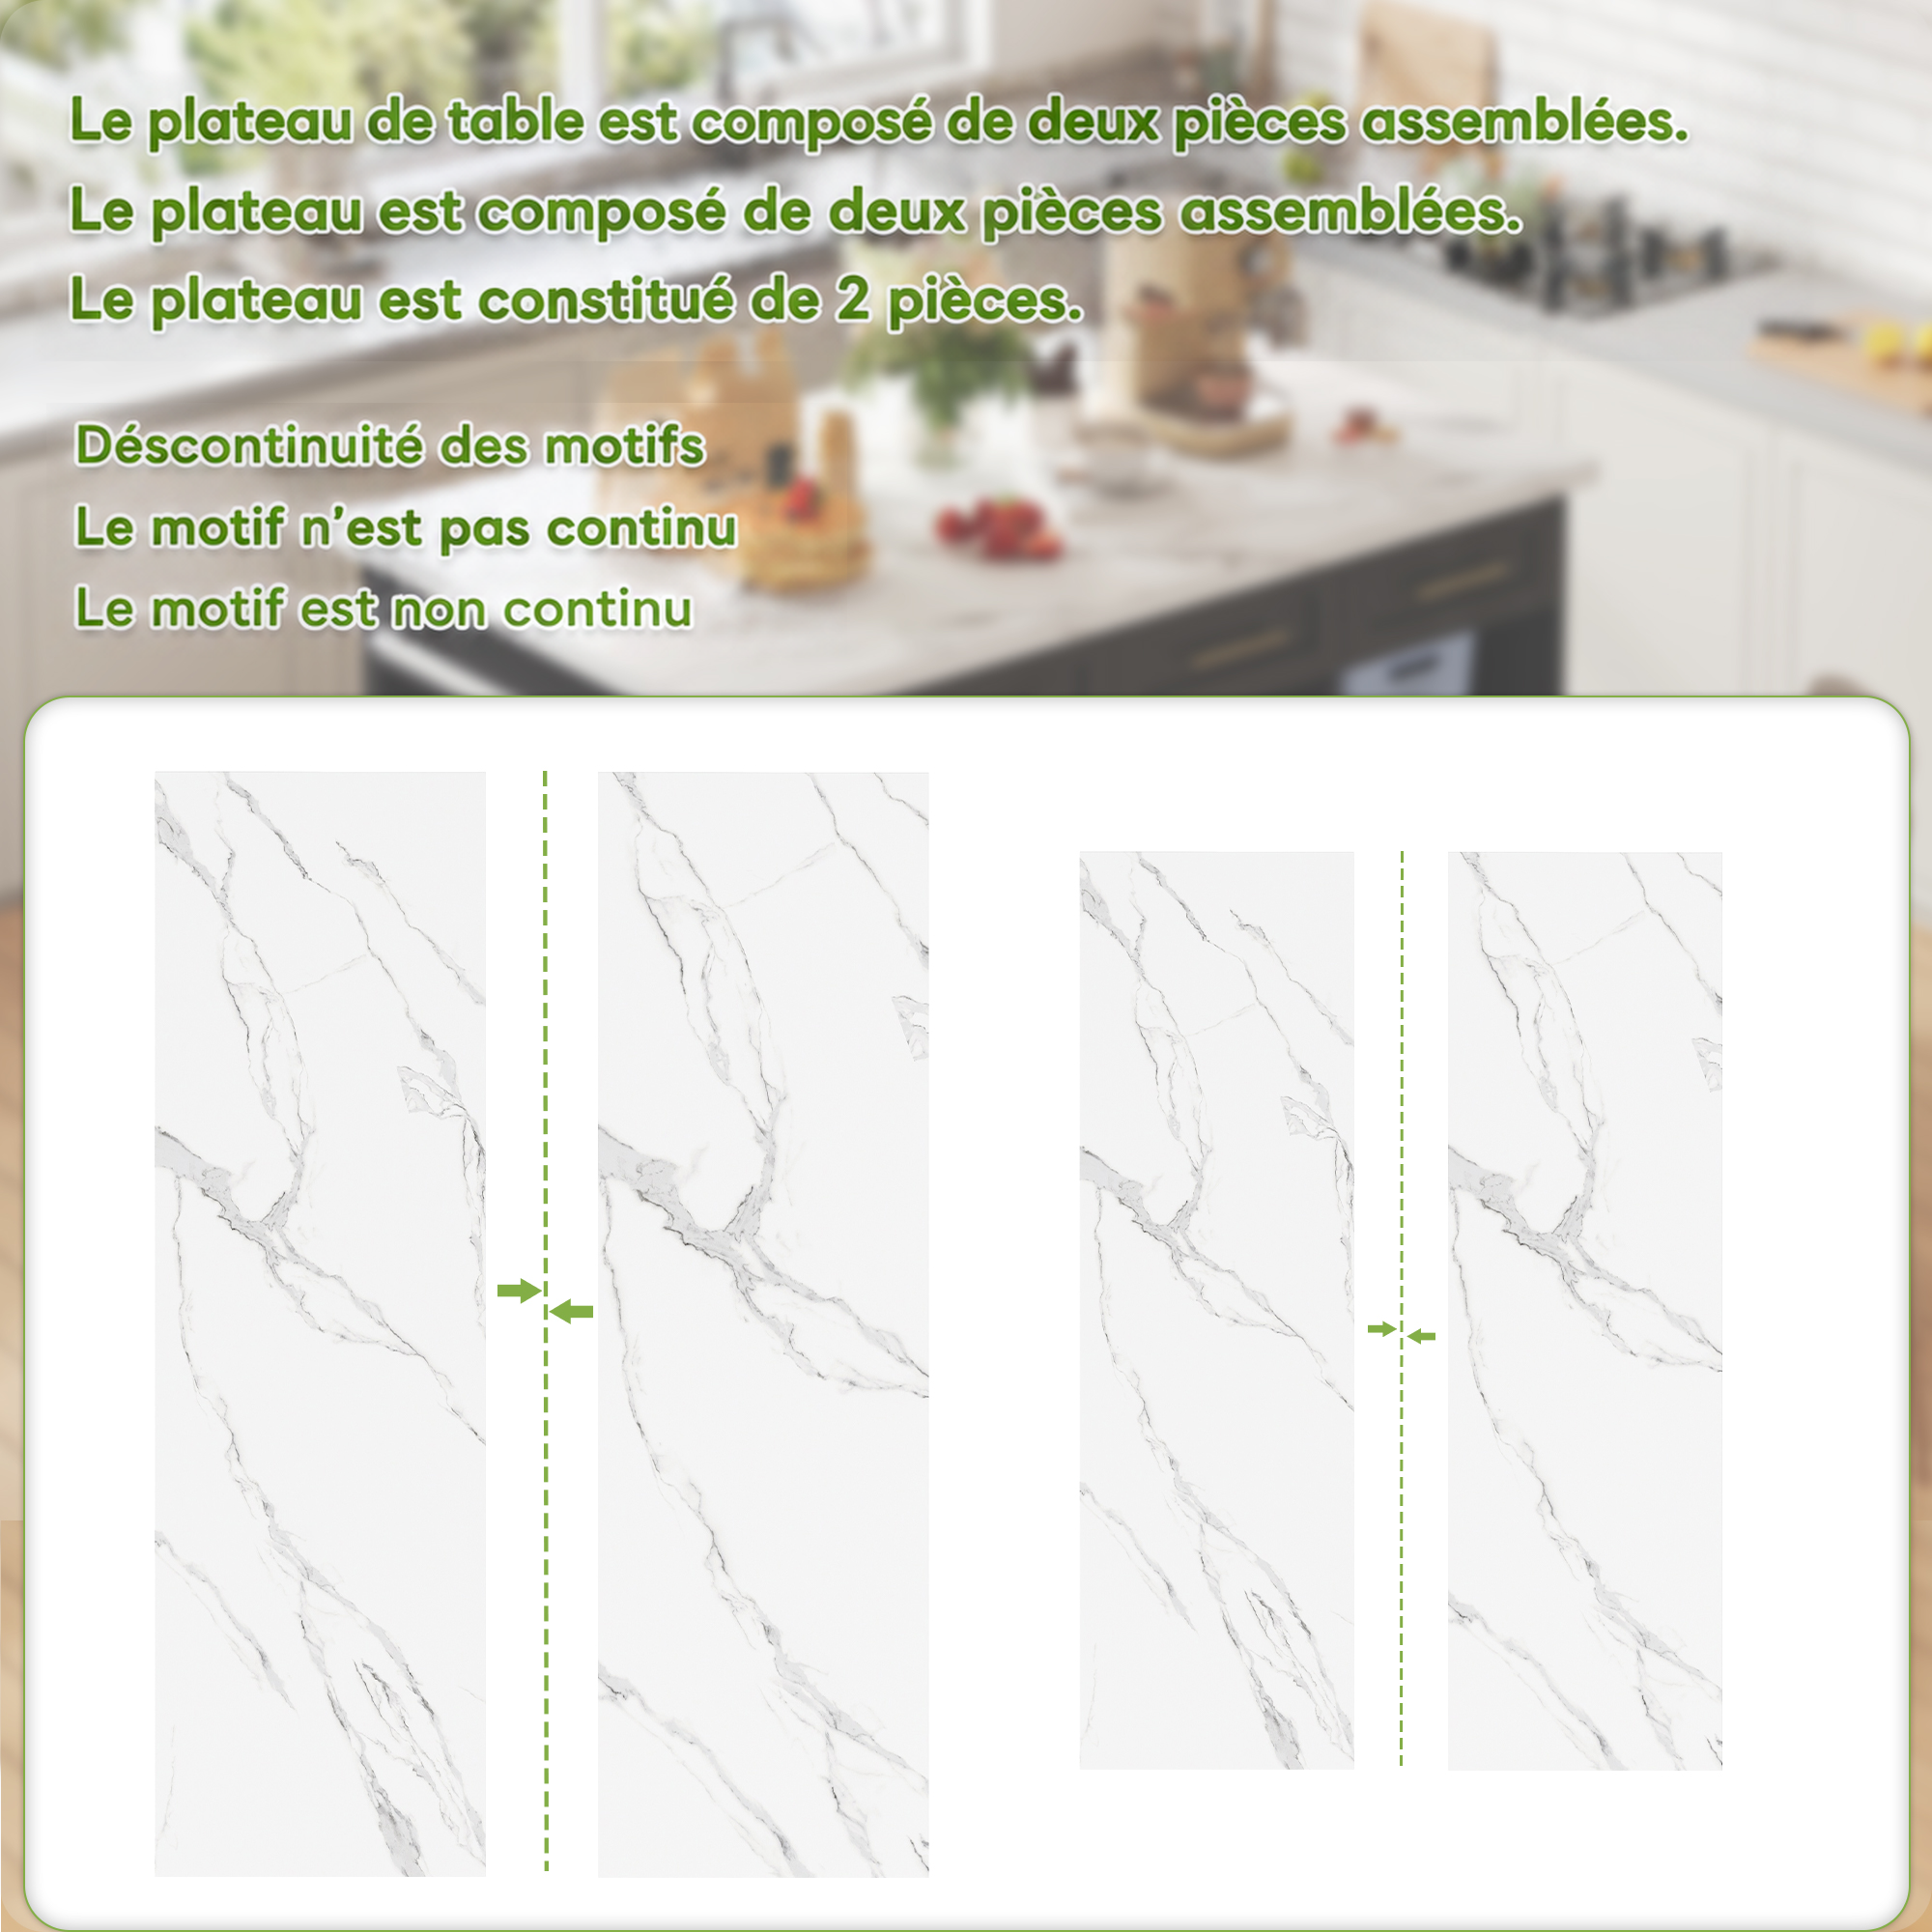 Le plateau de table est composé de deux pièces assemblées.
Le plateau est composé de deux pièces assemblées.
Le plateau est constitué de 2 pièces.
Déscontinuité des motifs
Le motif n’est pas continu
Le motif est non continu